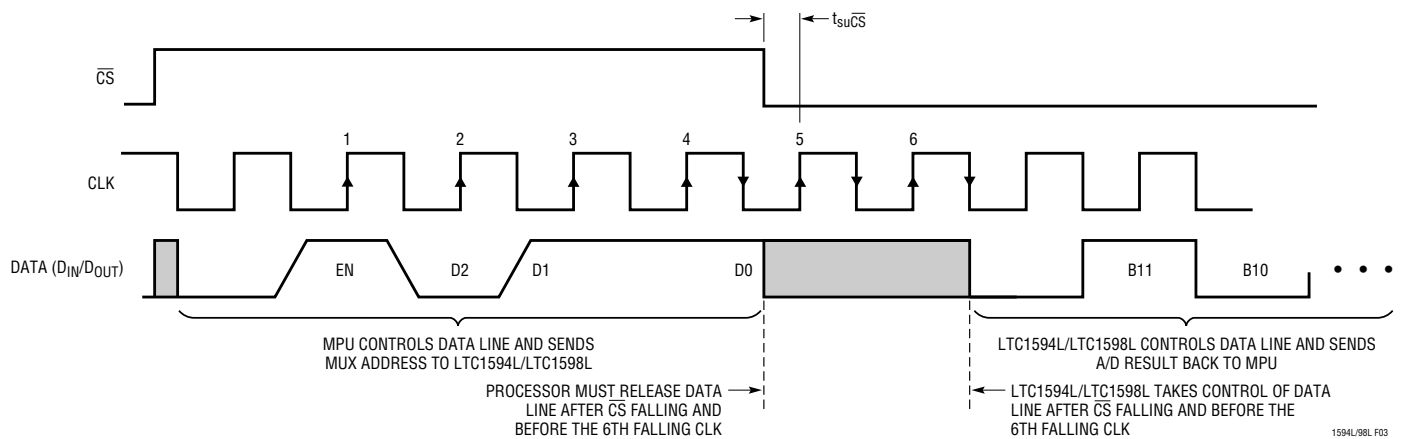 tsuCS
CS
1 2 3 4 5 6
CLK
DATA (DIN/DOUT)
EN D2 D1 D0 B11 B10 • • •
MPU CONTROLS DATA LINE AND SENDS
MUX ADDRESS TO LTC1594L/LTC1598L
LTC1594L/LTC1598L CONTROLS DATA LINE AND SENDS
A/D RESULT BACK TO MPU
PROCESSOR MUST RELEASE DATA
LINE AFTER CS FALLING AND
BEFORE THE 6TH FALLING CLK
LTC1594L/LTC1598L TAKES CONTROL OF DATA
LINE AFTER CS FALLING AND BEFORE THE
6TH FALLING CLK
1594L/98L F03